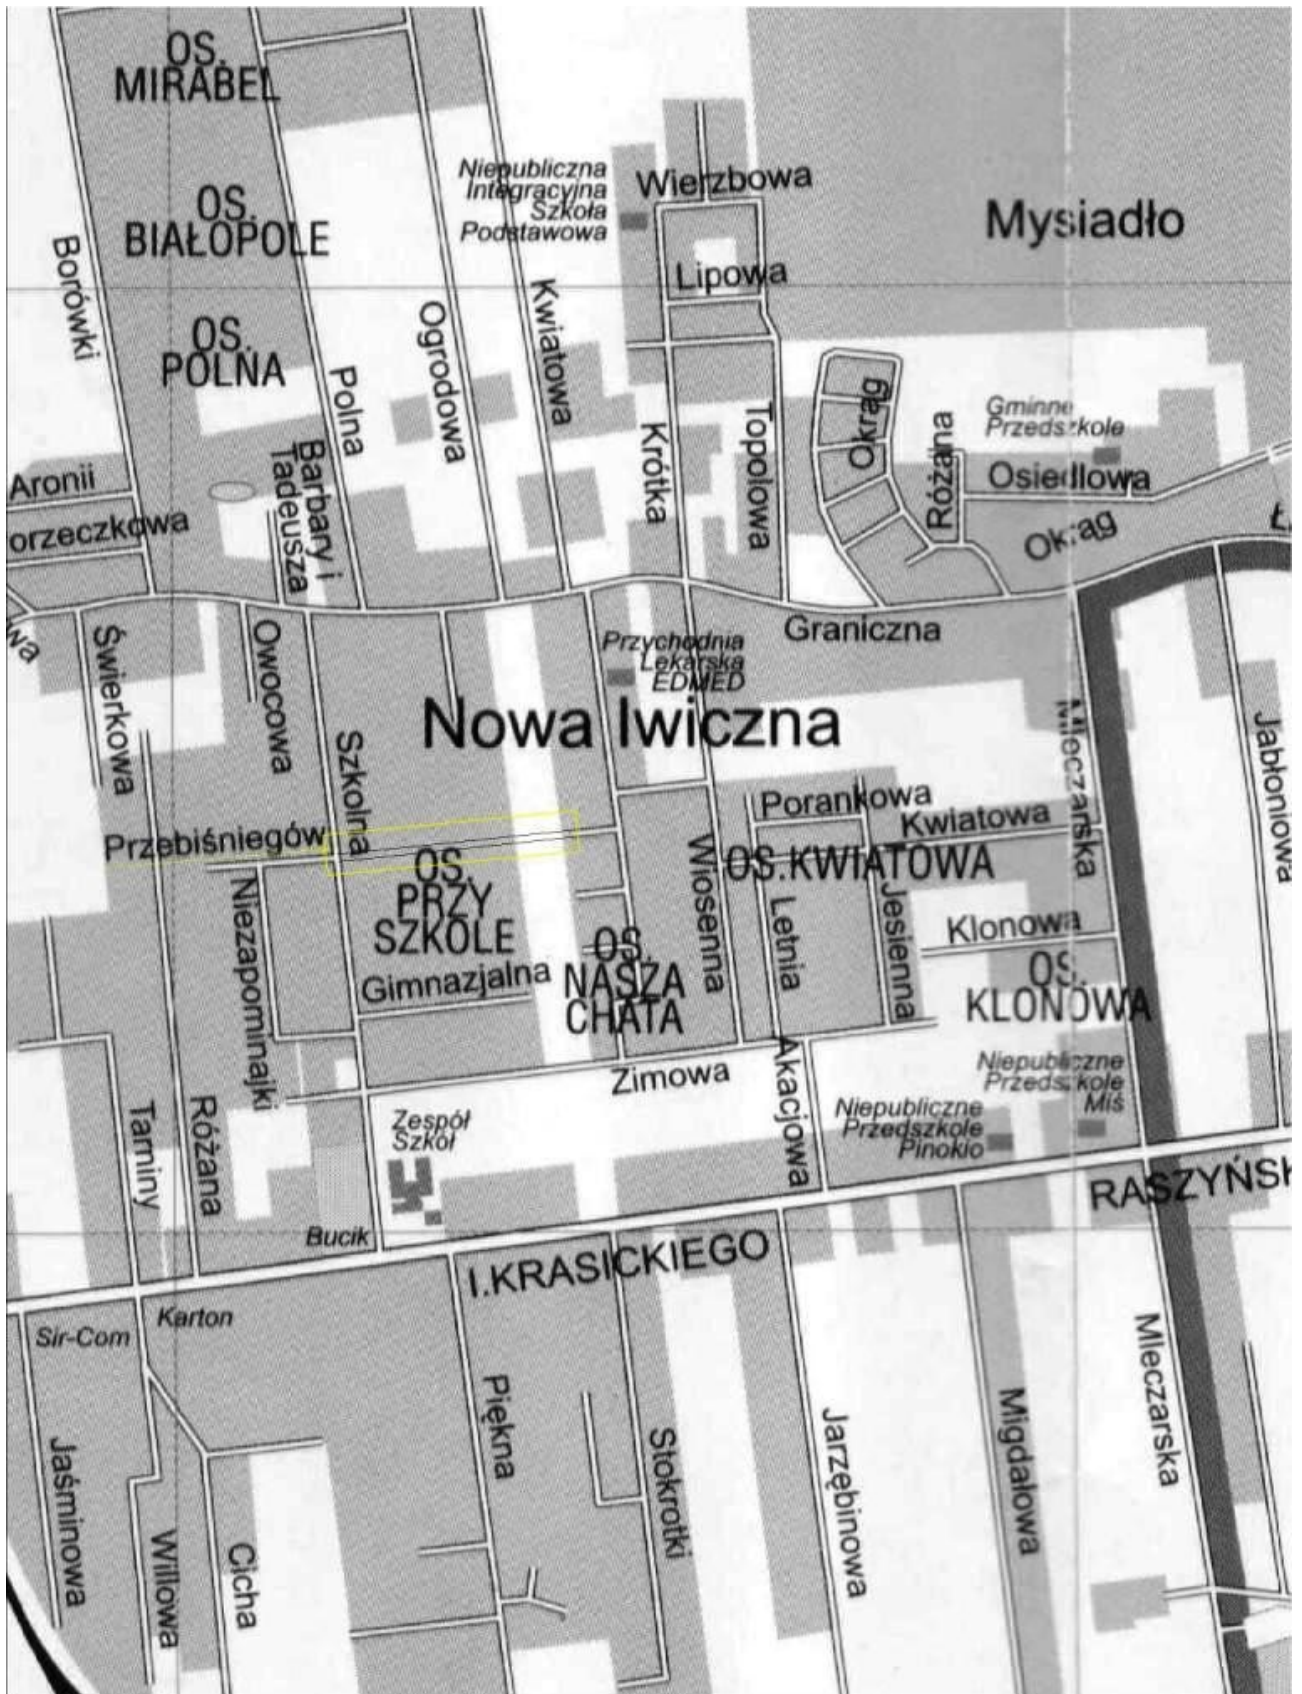 OS.
MIRABEL
Niepubliczna
Integracyjna
Szkoła
Podstawowa
Wierzbowa
OS.
BIAŁOPOLE
Mysiadło
Borówki
Lipowa
OS.
POLNA
Ogrodowa
Kwiatowa
Polna
Krótka
Topolowa
Okrąg
Różana
Gminne
Przedszkole
Osiedlowa
Okrąg
Barbary i
Tadeusza
Aronii
orzeczkowa
Graniczna
Świerkowa
Owocowa
Przychodnia
Lekarska
EDMED
Nowa Iwiczna
Szkolna
Mleczarska
Jabłoniowa
Porankowa
Kwiatowa
Przebiśniegów
OS.
PRZY
SZKOLE
Wiosenna
OS.KWIATOWA
Niezapominajki
Letnia
Jesienna
Klonowa
OS.
NASZA
CHATA
OS.
KLONOWA
Gimnazjalna
Zimowa
Akacjowa
Niepubliczne
Przedszkole
Miś
Niepubliczne
Przedszkole
Pinokio
Zespół
Szkół
Tarniny
Różana
Bucik
RASZYŃSK
I.KRASICKIEGO
Karton
Sir-Com
Jaśminowa
Willowa
Cicha
Piękna
Stokrotki
Jarzębinowa
Migdałowa
Mleczarska